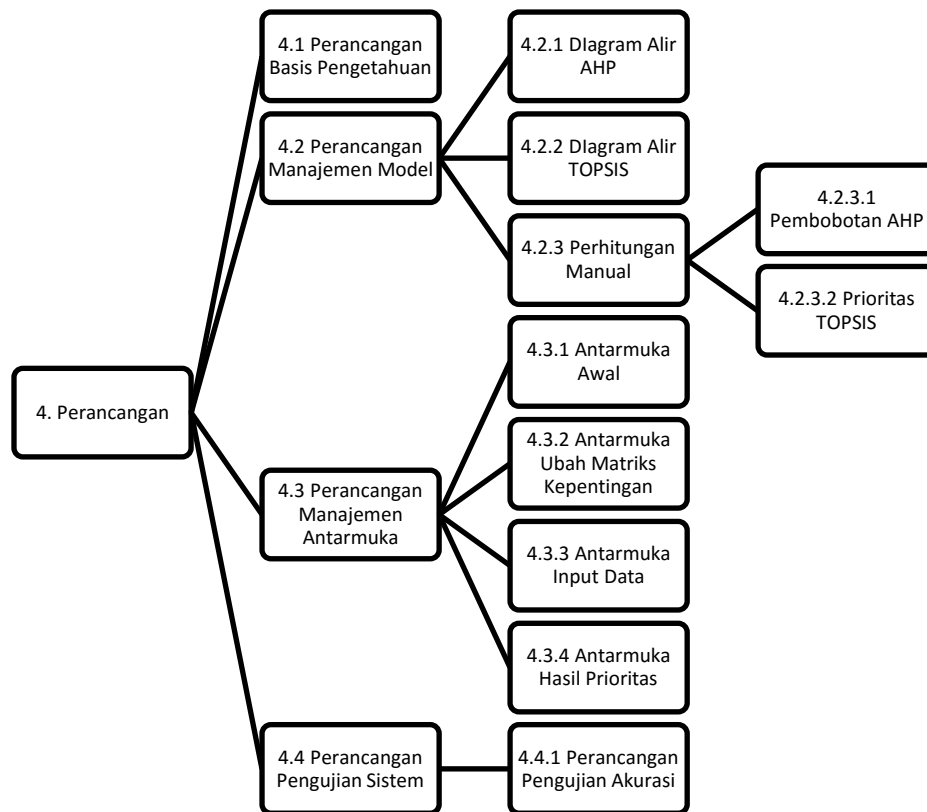 4. Perancangan
4.1 Perancangan
Basis Pengetahuan
4.2 Perancangan
Manajemen Model
4.2.1 DIagram Alir
AHP
4.2.2 DIagram Alir
TOPSIS
4.2.3 Perhitungan
Manual
4.2.3.1
Pembobotan AHP
4.2.3.2 Prioritas
TOPSIS
4.3 Perancangan
Manajemen
Antarmuka
4.3.1 Antarmuka
Awal
4.3.2 Antarmuka
Ubah Matriks
Kepentingan
4.3.3 Antarmuka
Input Data
4.3.4 Antarmuka
Hasil Prioritas
4.4 Perancangan
Pengujian Sistem
4.4.1 Perancangan
Pengujian Akurasi